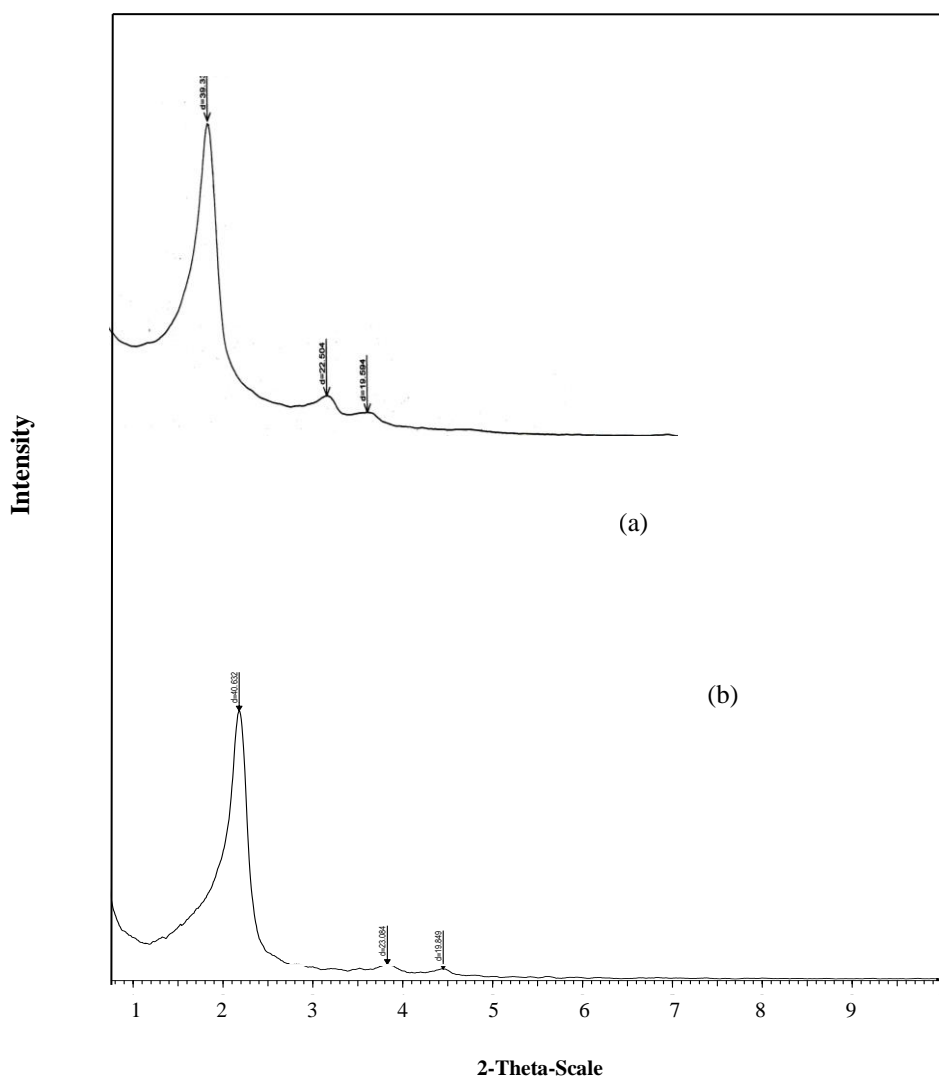 d=39.3
d=22.504
d=19.594
Intensity
(a)
(b)
d=40.632
d=23.084
d=19.849
1 2 3 4 5 6 7 8 9
2-Theta-Scale